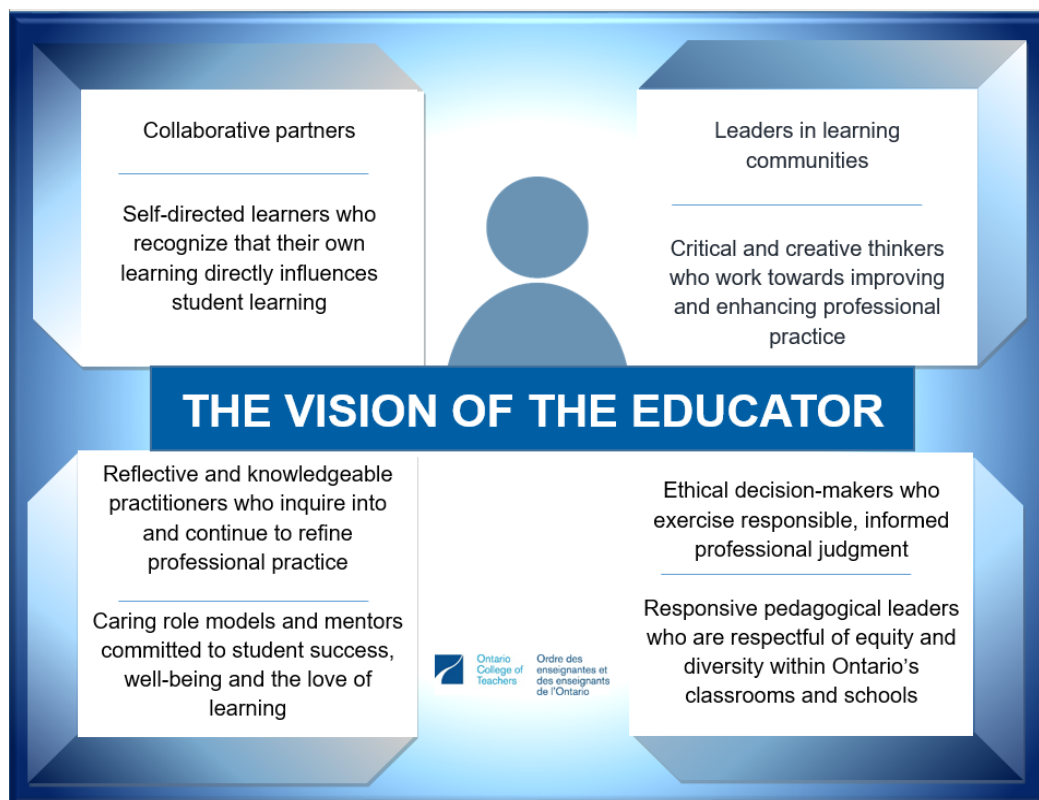 Collaborative partners
Self-directed learners who
recognize that their own
learning directly influences
student learning
Leaders in learning
communities
Critical and creative thinkers
who work towards improving
and enhancing professional
practice
THE VISION OF THE EDUCATOR
Reflective and knowledgeable
practitioners who inquire into
and continue to refine
professional practice
Caring role models and mentors
committed to student success,
well-being and the love of
learning
Ontario
College of
Teachers
Ordre des
enseignantes et
des enseignants
de l'Ontario
Ethical decision-makers who
exercise responsible, informed
professional judgment
Responsive pedagogical leaders
who are respectful of equity and
diversity within Ontario’s
classrooms and schools